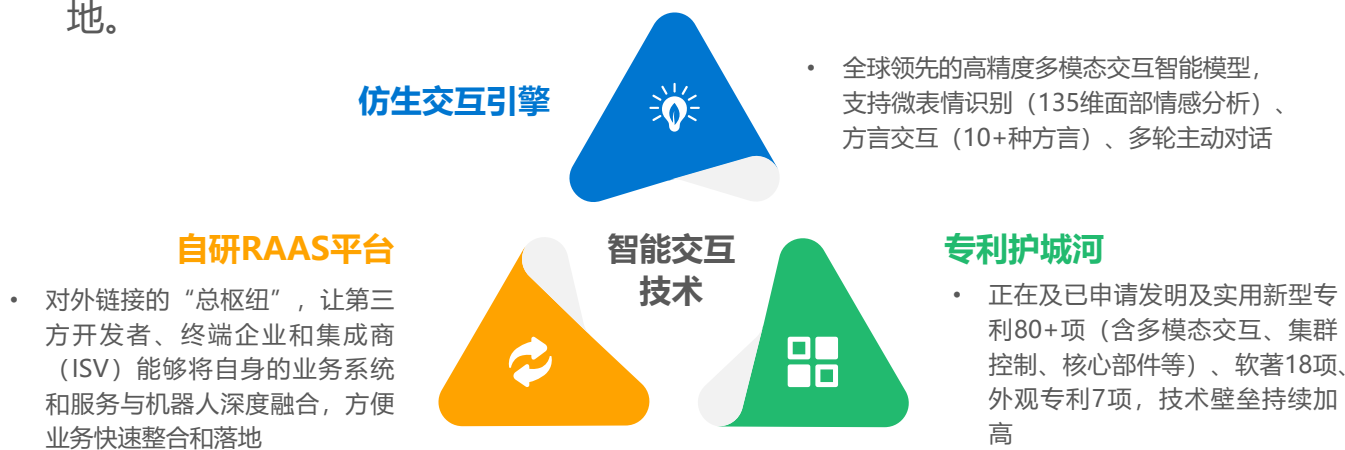 地。
仿生交互引擎
• 全球领先的高精度多模态交互智能模型，
支持微表情识别（135维面部情感分析）、
方言交互（10+种方言）、多轮主动对话
自研RAAS平台
• 对外链接的“总枢纽”，让第三
方开发者、终端企业和集成商
（ISV）能够将自身的业务系统
和服务与机器人深度融合，方便
业务快速整合和落地
智能交互
技术
专利护城河
• 正在及已申请发明及实用新型专
利80+项（含多模态交互、集群
控制、核心部件等）、软著18项、
外观专利7项，技术壁垒持续加
高